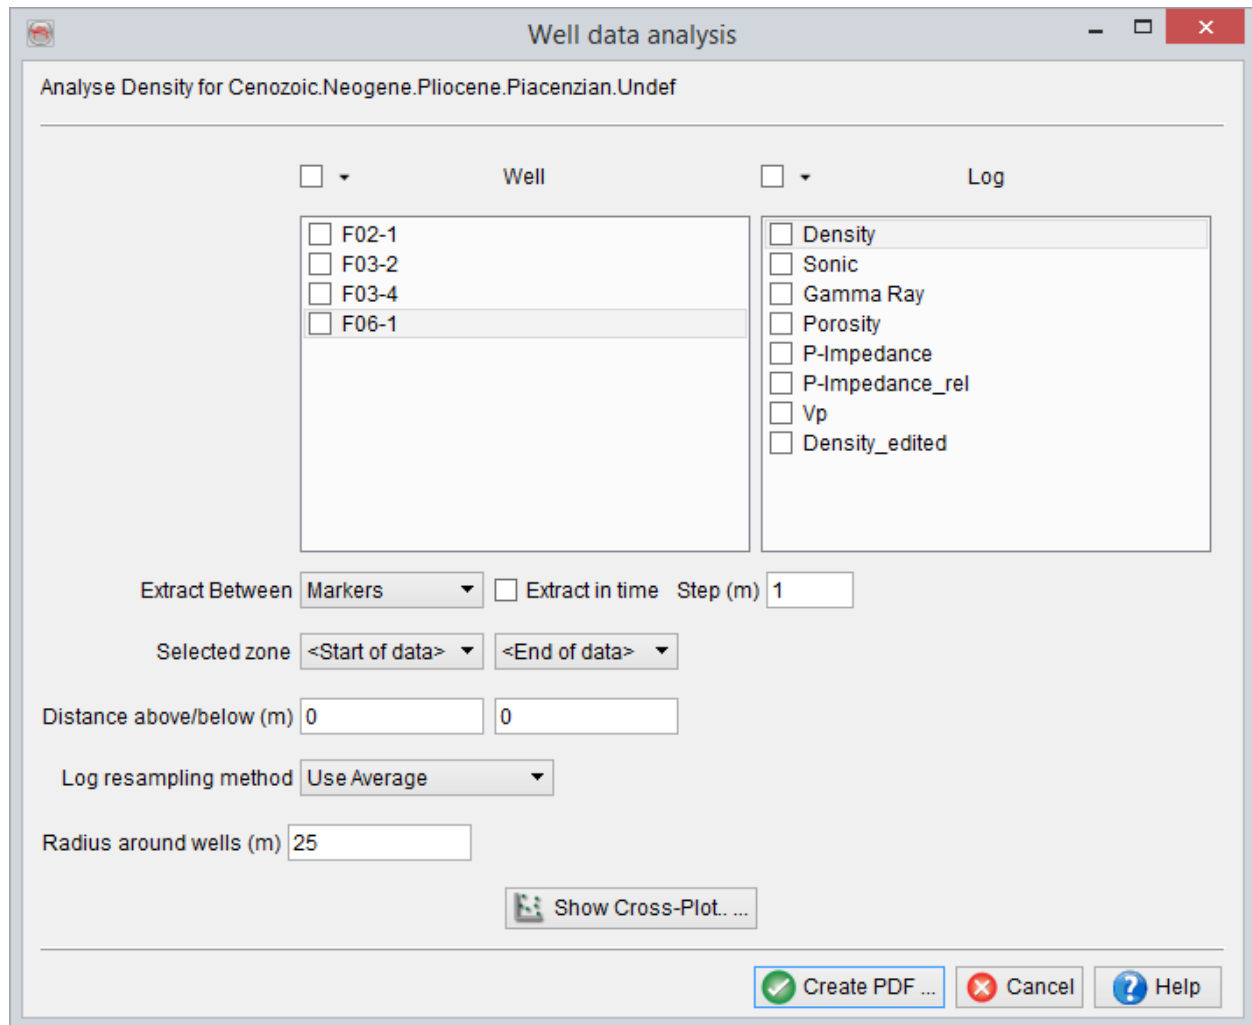 Well data analysis
Analyse Density for Cenozoic.Neogene.Pliocene.Piacenzian.Undef
Well Log
F02-1 Density
F03-2 Sonic
F03-4 Gamma Ray
F06-1 Porosity
P-Impedance
P-Impedance_rel
Vp
Density_edited
Extract Between Markers Extract in time Step (m) 1
Selected zone <Start of data> <End of data>
Distance above/below (m) 0 0
Log resampling method Use Average
Radius around wells (m) 25
Show Cross-Plot.. ...
Create PDF ... Cancel Help